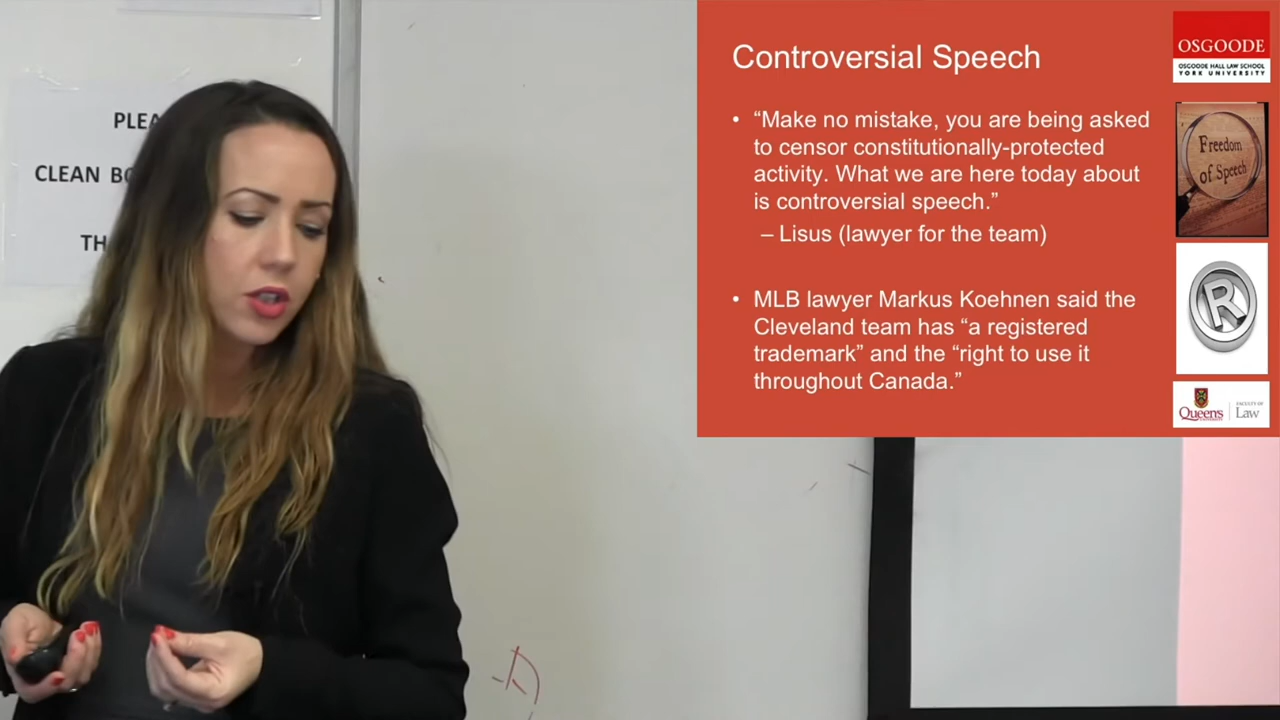 PLEA
CLEAN BO
TH
Controversial Speech
• “Make no mistake, you are being asked
to censor constitutionally-protected
activity. What we are here today about
is controversial speech.”
– Lisus (lawyer for the team)
• MLB lawyer Markus Koehnen said the
Cleveland team has “a registered
trademark” and the “right to use it
throughout Canada.”
OSGOODE
OSGOODE HALL LAW SCHOOL
YORK UNIVERSITY
Freedom
of Speech
R
Queen's
UNIVERSITY
FACULTY OF
Law